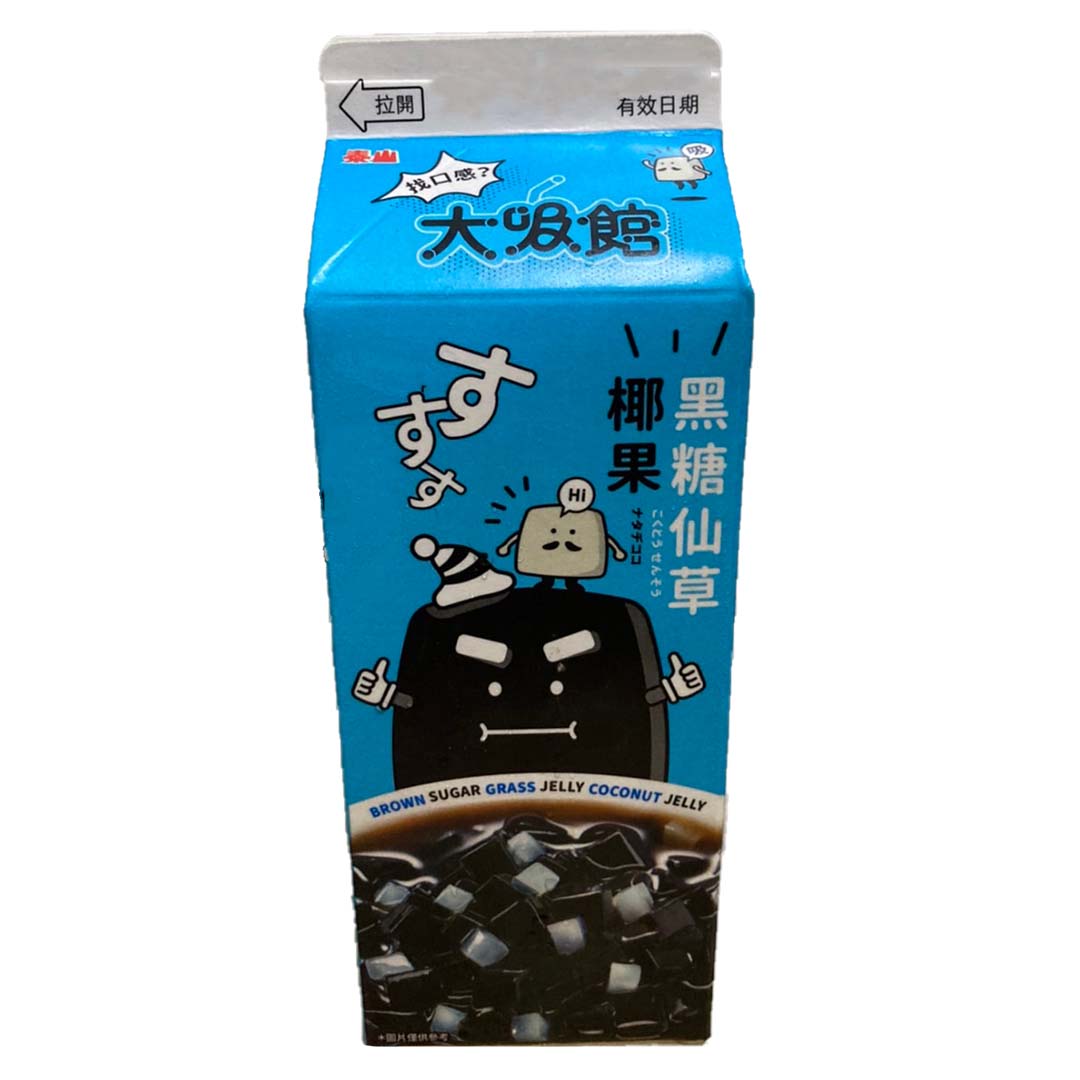 拉開
有效日期
泰山
找口感?
吸
大吸館
す
す
す
黑糖仙草
こくとう せんそう
椰果
ナタデココ
Hi
BROWN SUGAR GRASS JELLY COCONUT JELLY
*圖片僅供參考